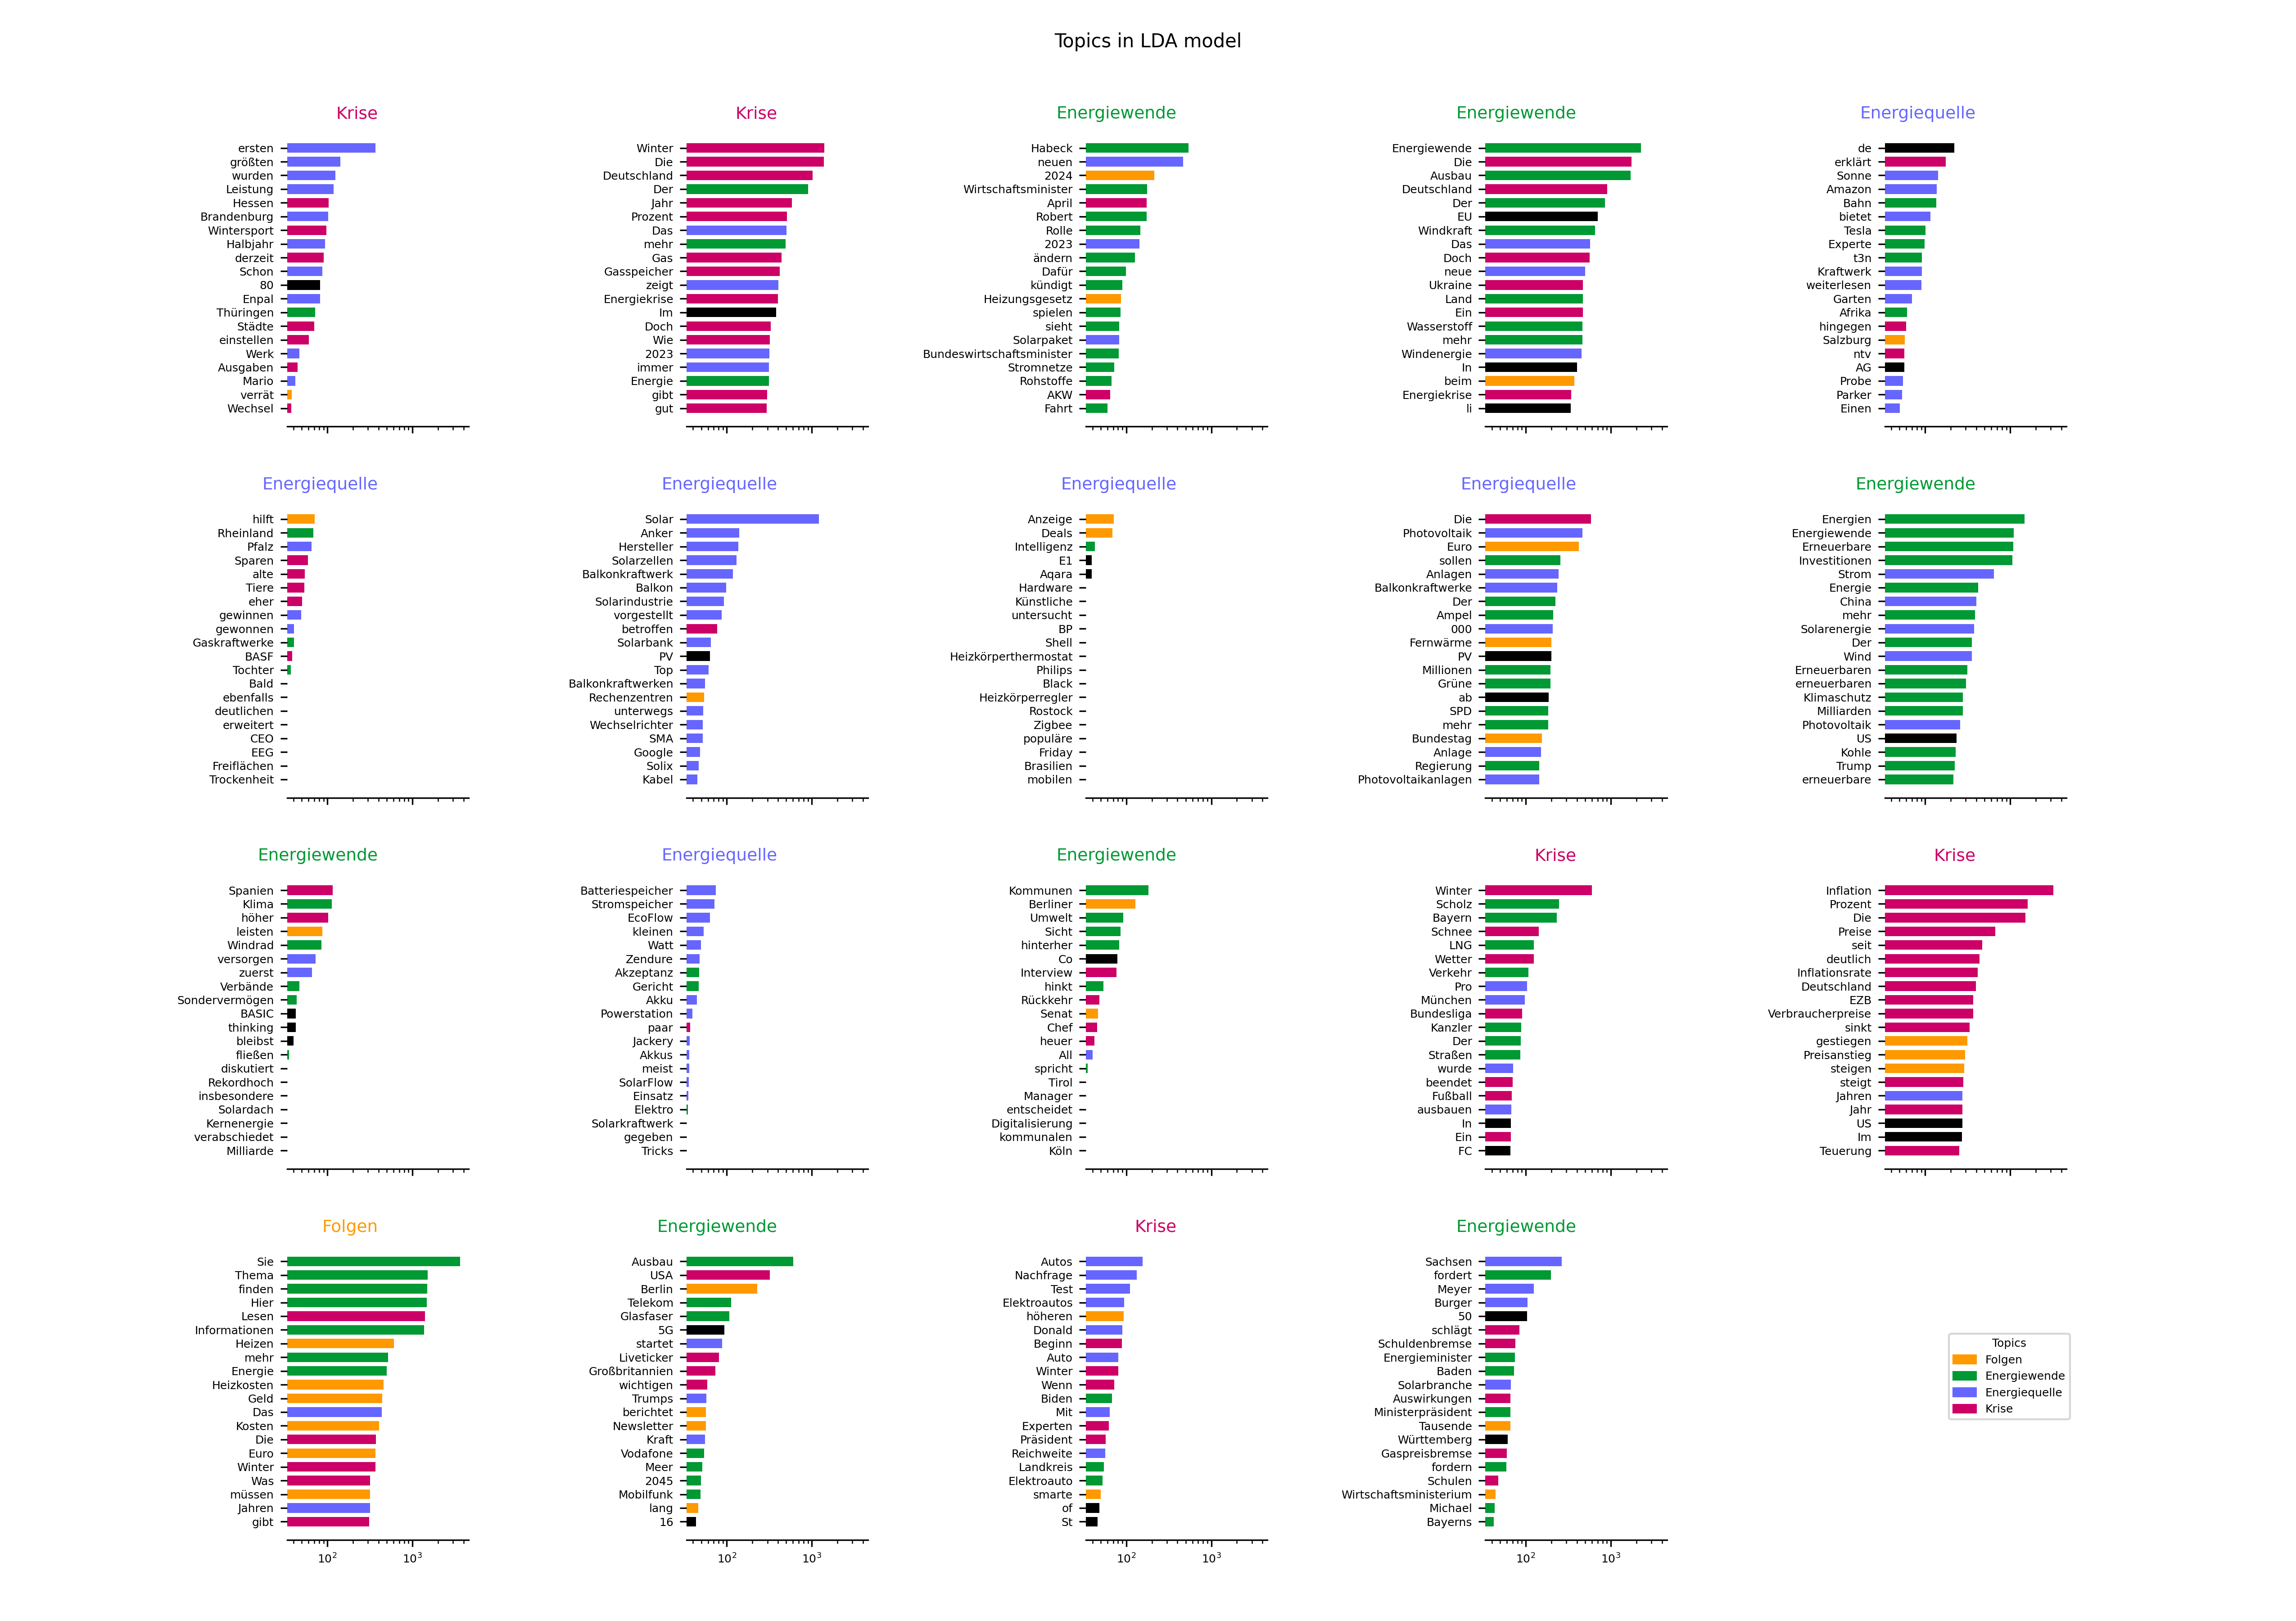 Topics in LDA model
Krise
ersten
größten
wurden
Leistung
Hessen
Brandenburg
Wintersport
Halbjahr
derzeit
Schon
80
Enpal
Thüringen
Städte
einstellen
Werk
Ausgaben
Mario
verrät
Wechsel
Krise
Winter
Die
Deutschland
Der
Jahr
Prozent
Das
mehr
Gas
Gasspeicher
zeigt
Energiekrise
Im
Doch
Wie
2023
immer
Energie
gibt
gut
Energiewende
Habeck
neuen
2024
Wirtschaftsminister
April
Robert
Rolle
2023
ändern
Dafür
kündigt
Heizungsgesetz
spielen
sieht
Solarpaket
Bundeswirtschaftsminister
Stromnetze
Rohstoffe
AKW
Fahrt
Energiewende
Energiewende
Die
Ausbau
Deutschland
Der
EU
Windkraft
Das
Doch
neue
Ukraine
Land
Ein
Wasserstoff
mehr
Windenergie
In
beim
Energiekrise
li
Energiequelle
de
erklärt
Sonne
Amazon
Bahn
bietet
Tesla
Experte
t3n
Kraftwerk
weiterlesen
Garten
Afrika
hingegen
Salzburg
ntv
AG
Probe
Parker
Einen
Energiequelle
hilft
Rheinland
Pfalz
Sparen
alte
Tiere
eher
gewinnen
gewonnen
Gaskraftwerke
BASF
Tochter
Bald
ebenfalls
deutlichen
erweitert
CEO
EEG
Freiflächen
Trockenheit
Energiequelle
Solar
Anker
Hersteller
Solarzellen
Balkonkraftwerk
Balkon
Solarindustrie
vorgestellt
betroffen
Solarbank
PV
Top
Balkonkraftwerken
Rechenzentren
unterwegs
Wechselrichter
SMA
Google
Solix
Kabel
Energiequelle
Anzeige
Deals
Intelligenz
E1
Aqara
Hardware
Künstliche
untersucht
BP
Shell
Heizkörperthermostat
Philips
Black
Heizkörperregler
Rostock
Zigbee
populäre
Friday
Brasilien
mobilen
Energiequelle
Die
Photovoltaik
Euro
sollen
Anlagen
Balkonkraftwerke
Der
Ampel
000
Fernwärme
PV
Millionen
Grüne
ab
SPD
mehr
Bundestag
Anlage
Regierung
Photovoltaikanlagen
Energiewende
Energien
Energiewende
Erneuerbare
Investitionen
Strom
Energie
China
mehr
Solarenergie
Der
Wind
Erneuerbaren
erneuerbaren
Klimaschutz
Milliarden
Photovoltaik
US
Kohle
Trump
erneuerbare
Energiewende
Spanien
Klima
höher
leisten
Windrad
versorgen
zuerst
Verbände
Sondervermögen
BASIC
thinking
bleibst
fließen
diskutiert
Rekordhoch
insbesondere
Solardach
Kernenergie
verabschiedet
Milliarde
Energiequelle
Batteriespeicher
Stromspeicher
EcoFlow
kleinen
Watt
Zendure
Akzeptanz
Gericht
Akku
Powerstation
paar
Jackery
Akkus
meist
SolarFlow
Einsatz
Elektro
Solarkraftwerk
gegeben
Tricks
Energiewende
Kommunen
Berliner
Umwelt
Sicht
hinterher
Co
Interview
hinkt
Rückkehr
Senat
Chef
heuer
All
spricht
Tirol
Manager
entscheidet
Digitalisierung
kommunalen
Köln
Krise
Winter
Scholz
Bayern
Schnee
LNG
Wetter
Verkehr
Pro
München
Bundesliga
Kanzler
Der
Straßen
wurde
beendet
Fußball
ausbauen
In
Ein
FC
Krise
Inflation
Prozent
Die
Preise
seit
deutlich
Inflationsrate
Deutschland
EZB
Verbraucherpreise
sinkt
gestiegen
Preisanstieg
steigen
steigt
Jahren
Jahr
US
Im
Teuerung
Folgen
Sie
Thema
finden
Hier
Lesen
Informationen
Heizen
mehr
Energie
Heizkosten
Geld
Das
Kosten
Die
Euro
Winter
Was
müssen
Jahren
gibt
10² 10³
Energiewende
Ausbau
USA
Berlin
Telekom
Glasfaser
5G
startet
Liveticker
Großbritannien
wichtigen
Trumps
berichtet
Newsletter
Kraft
Vodafone
Meer
2045
Mobilfunk
lang
16
10² 10³
Krise
Autos
Nachfrage
Test
Elektroautos
höheren
Donald
Beginn
Auto
Winter
Wenn
Biden
Mit
Experten
Präsident
Reichweite
Landkreis
Elektroauto
smarte
of
St
10² 10³
Energiewende
Sachsen
fordert
Meyer
Burger
50
schlägt
Schuldenbremse
Energieminister
Baden
Solarbranche
Auswirkungen
Ministerpräsident
Tausende
Württemberg
Gaspreisbremse
fordern
Schulen
Wirtschaftsministerium
Michael
Bayerns
10² 10³
Topics
Folgen
Energiewende
Energiequelle
Krise